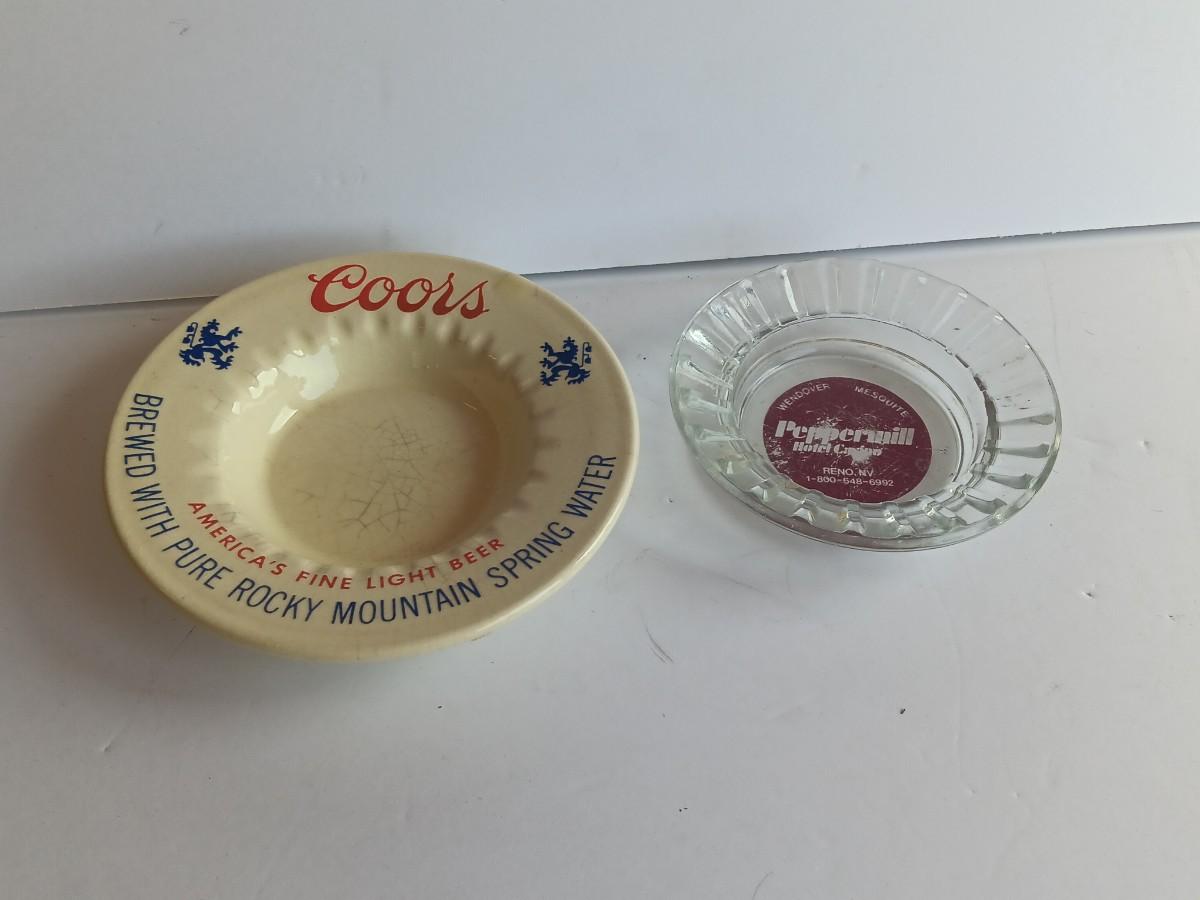 Coors
AMERICA'S FINE LIGHT BEER
BREWED WITH PURE ROCKY MOUNTAIN SPRING WATER
WENDOVER MESQUITE
Peppermill
Hotel Casino
RENO, NV
1-800-648-6992